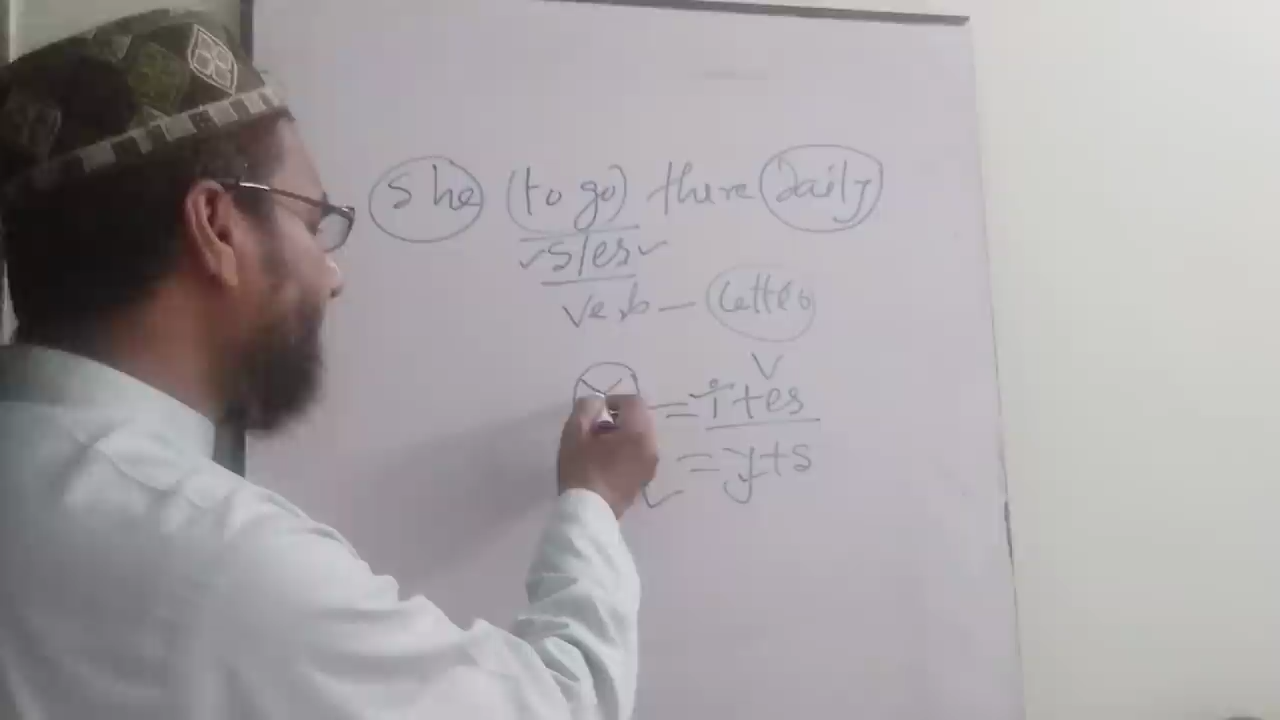 she (to go) there daily
s/es
verb — letter
= i + es
= y + s